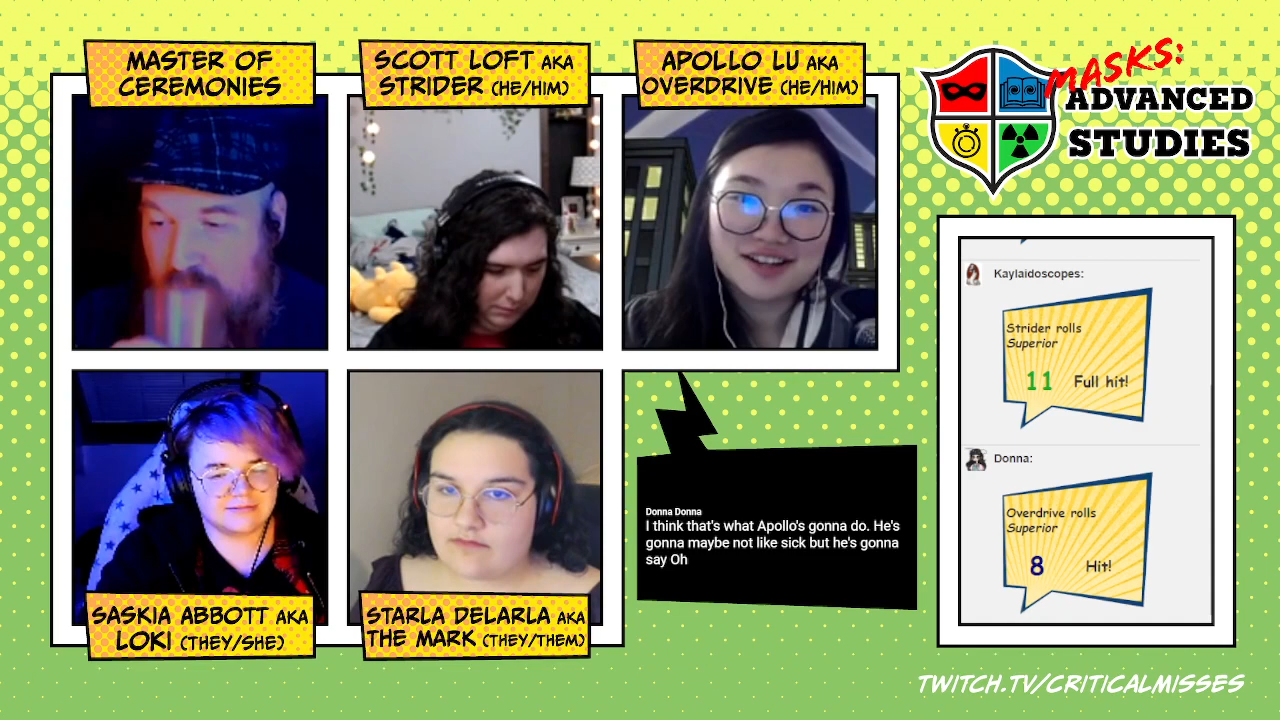 MASTER OF
CEREMONIES
SCOTT LOFT AKA
STRIDER (HE/HIM)
APOLLO LU AKA
OVERDRIVE (HE/HIM)
MASKS:
ADVANCED
STUDIES
Kaylaidoscopes:
Strider rolls
Superior
11 Full hit!
Donna:
Overdrive rolls
Superior
8 Hit!
Donna Donna
I think that's what Apollo's gonna do. He's
gonna maybe not like sick but he's gonna
say Oh
SASKIA ABBOTT AKA
LOKI (THEY/SHE)
STARLA DELARLA AKA
THE MARK (THEY/THEM)
TWITCH.TV/CRITICALMISSES